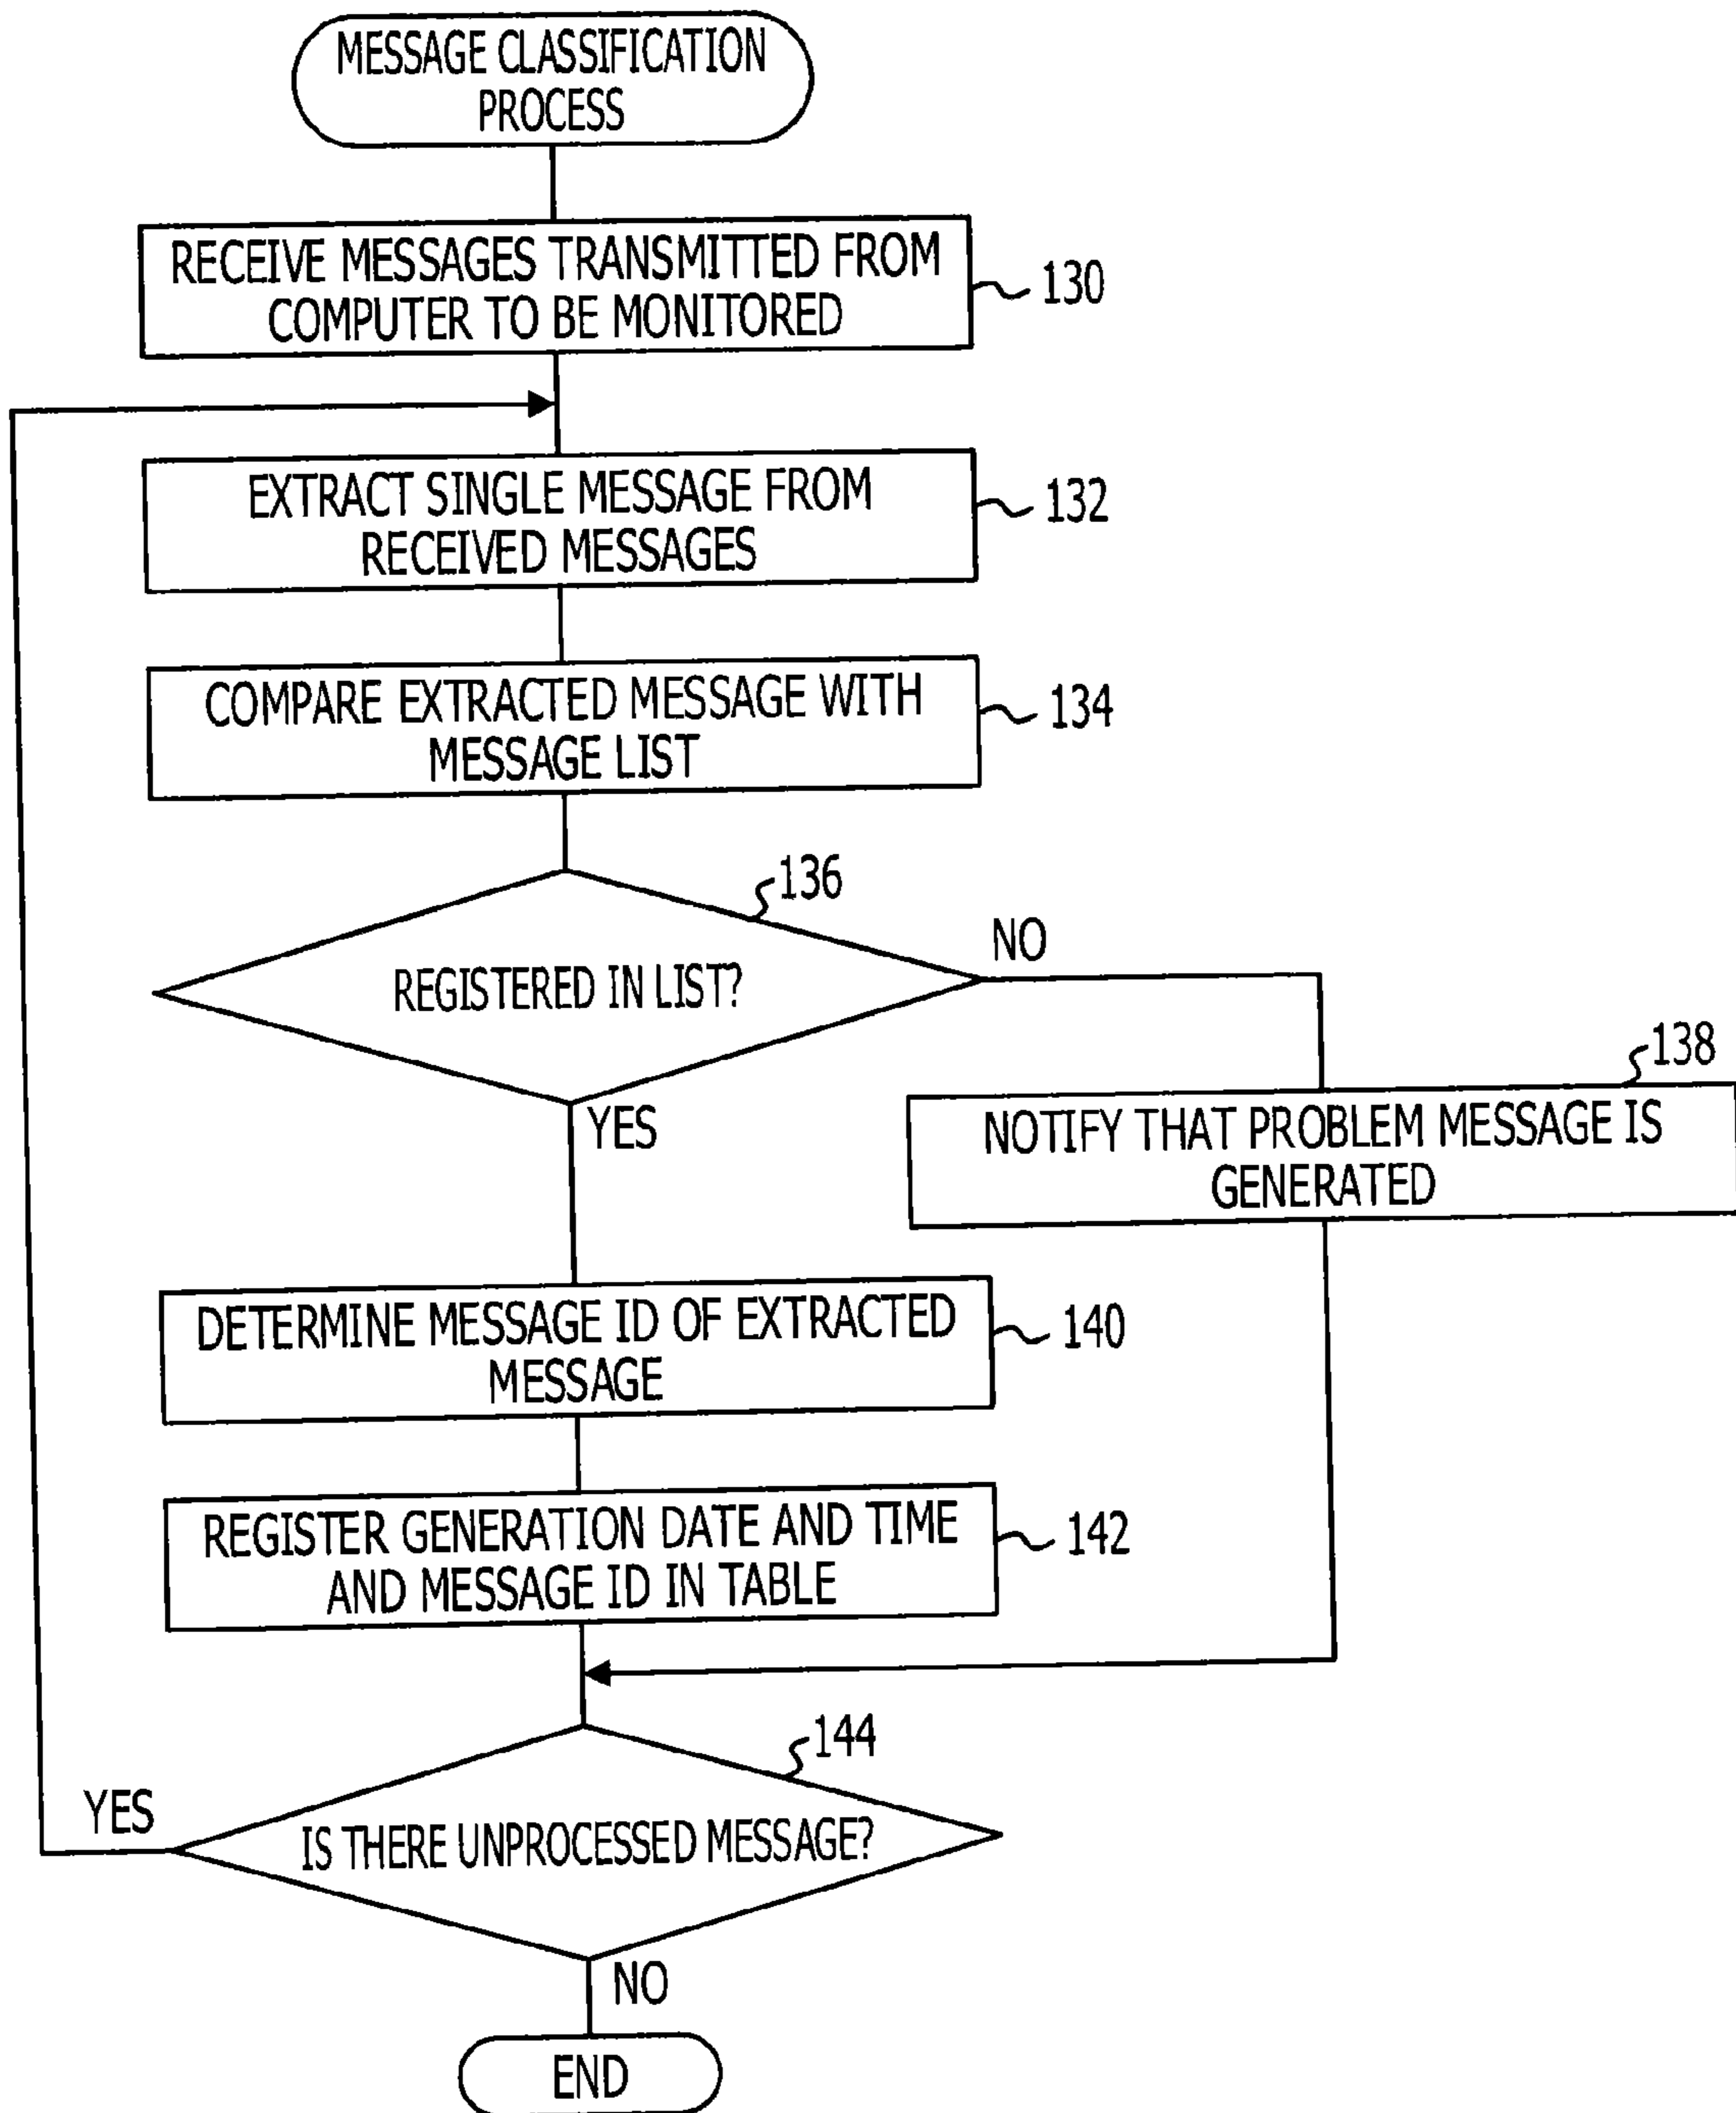 MESSAGE CLASSIFICATION
PROCESS
RECEIVE MESSAGES TRANSMITTED FROM
COMPUTER TO BE MONITORED
130
EXTRACT SINGLE MESSAGE FROM
RECEIVED MESSAGES
132
COMPARE EXTRACTED MESSAGE WITH
MESSAGE LIST
134
136
REGISTERED IN LIST?
NO
YES
138
NOTIFY THAT PROBLEM MESSAGE IS
GENERATED
DETERMINE MESSAGE ID OF EXTRACTED
MESSAGE
140
REGISTER GENERATION DATE AND TIME
AND MESSAGE ID IN TABLE
142
144
YES
IS THERE UNPROCESSED MESSAGE?
NO
END